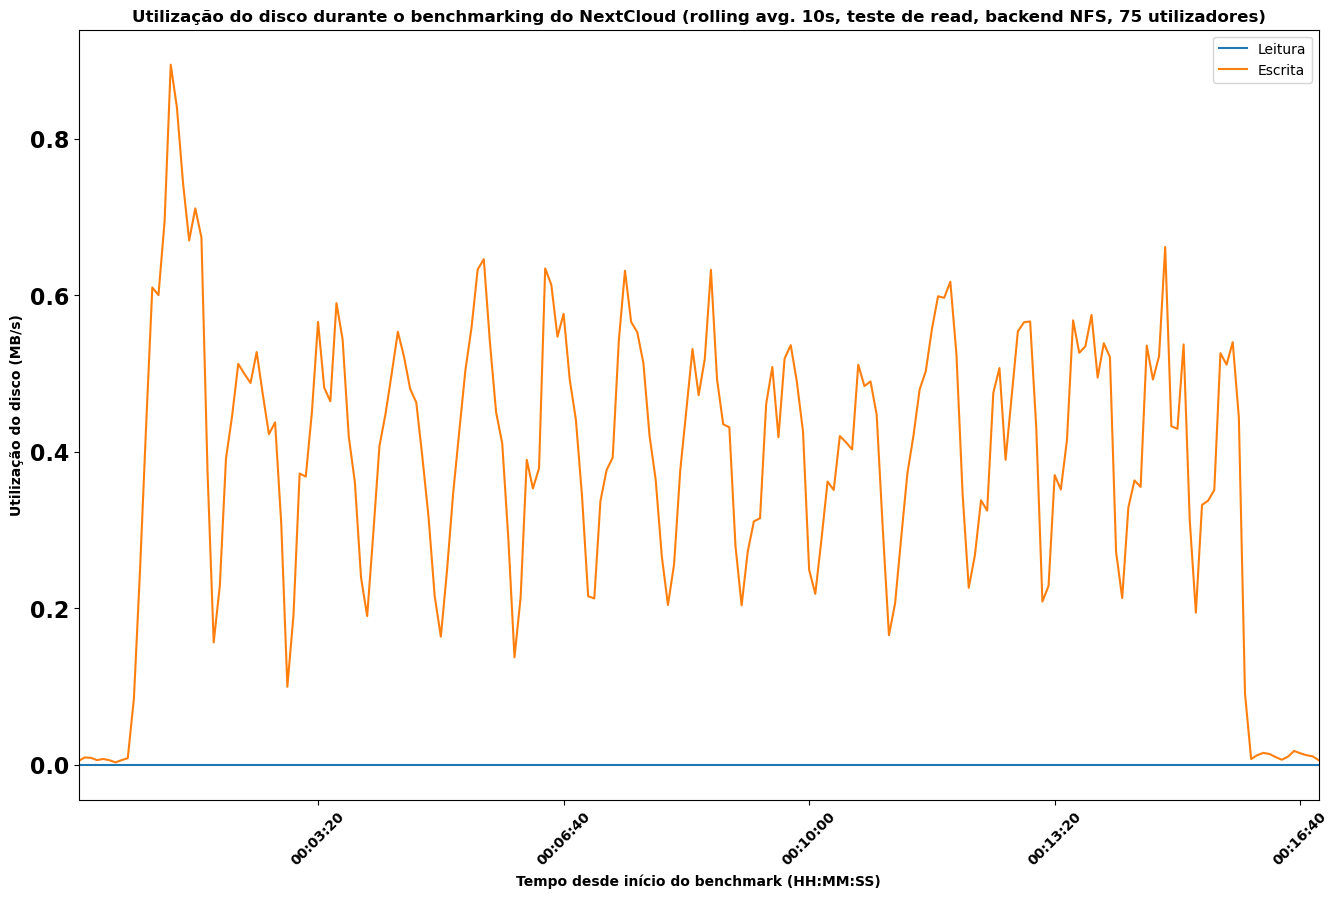 Utilização do disco durante o benchmarking do NextCloud (rolling avg. 10s, teste de read, backend NFS, 75 utilizadores)
Leitura
Escrita
Utilização do disco (MB/s)
0.8
0.6
0.4
0.2
0.0
00:03:20
00:06:40
00:10:00
00:13:20
00:16:40
Tempo desde início do benchmark (HH:MM:SS)